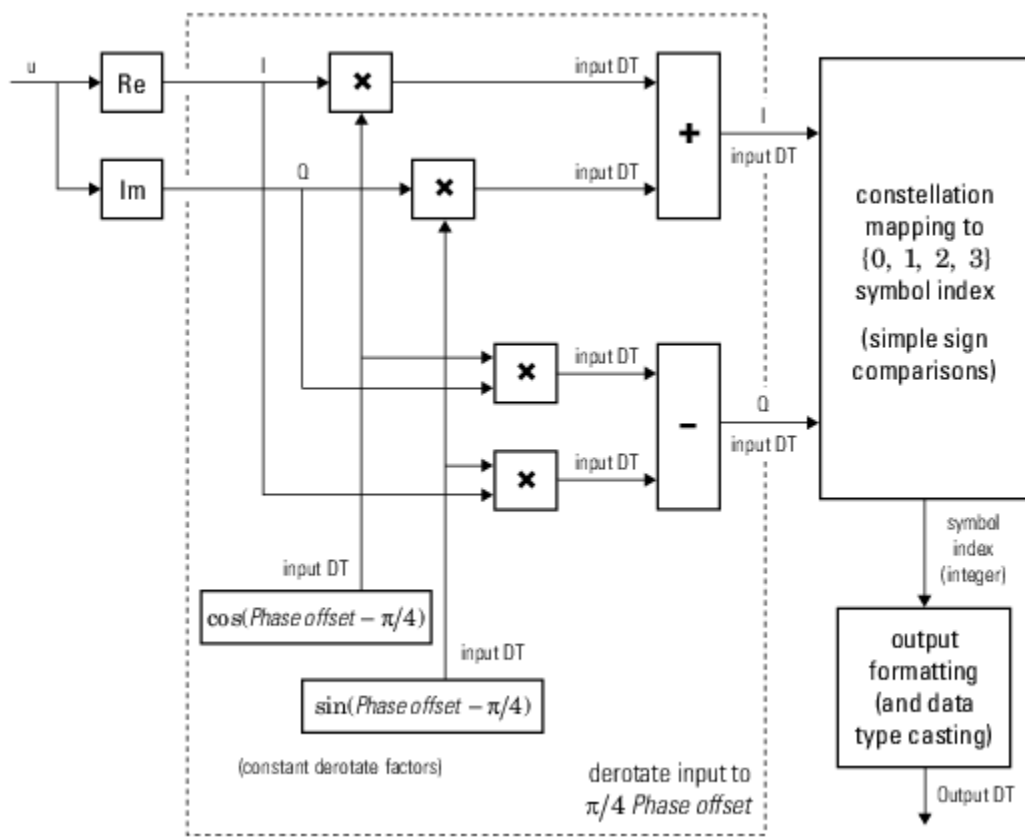 u
Re
I
×
input DT
+
I
input DT
Im
Q
×
input DT
constellation
mapping to
{0, 1, 2, 3}
symbol index
(simple sign
comparisons)
×
input DT
−
Q
input DT
×
input DT
input DT
cos(Phase offset − π/4)
input DT
sin(Phase offset − π/4)
(constant derotate factors)
derotate input to
π/4 Phase offset
symbol
index
(integer)
output
formatting
(and data
type casting)
Output DT